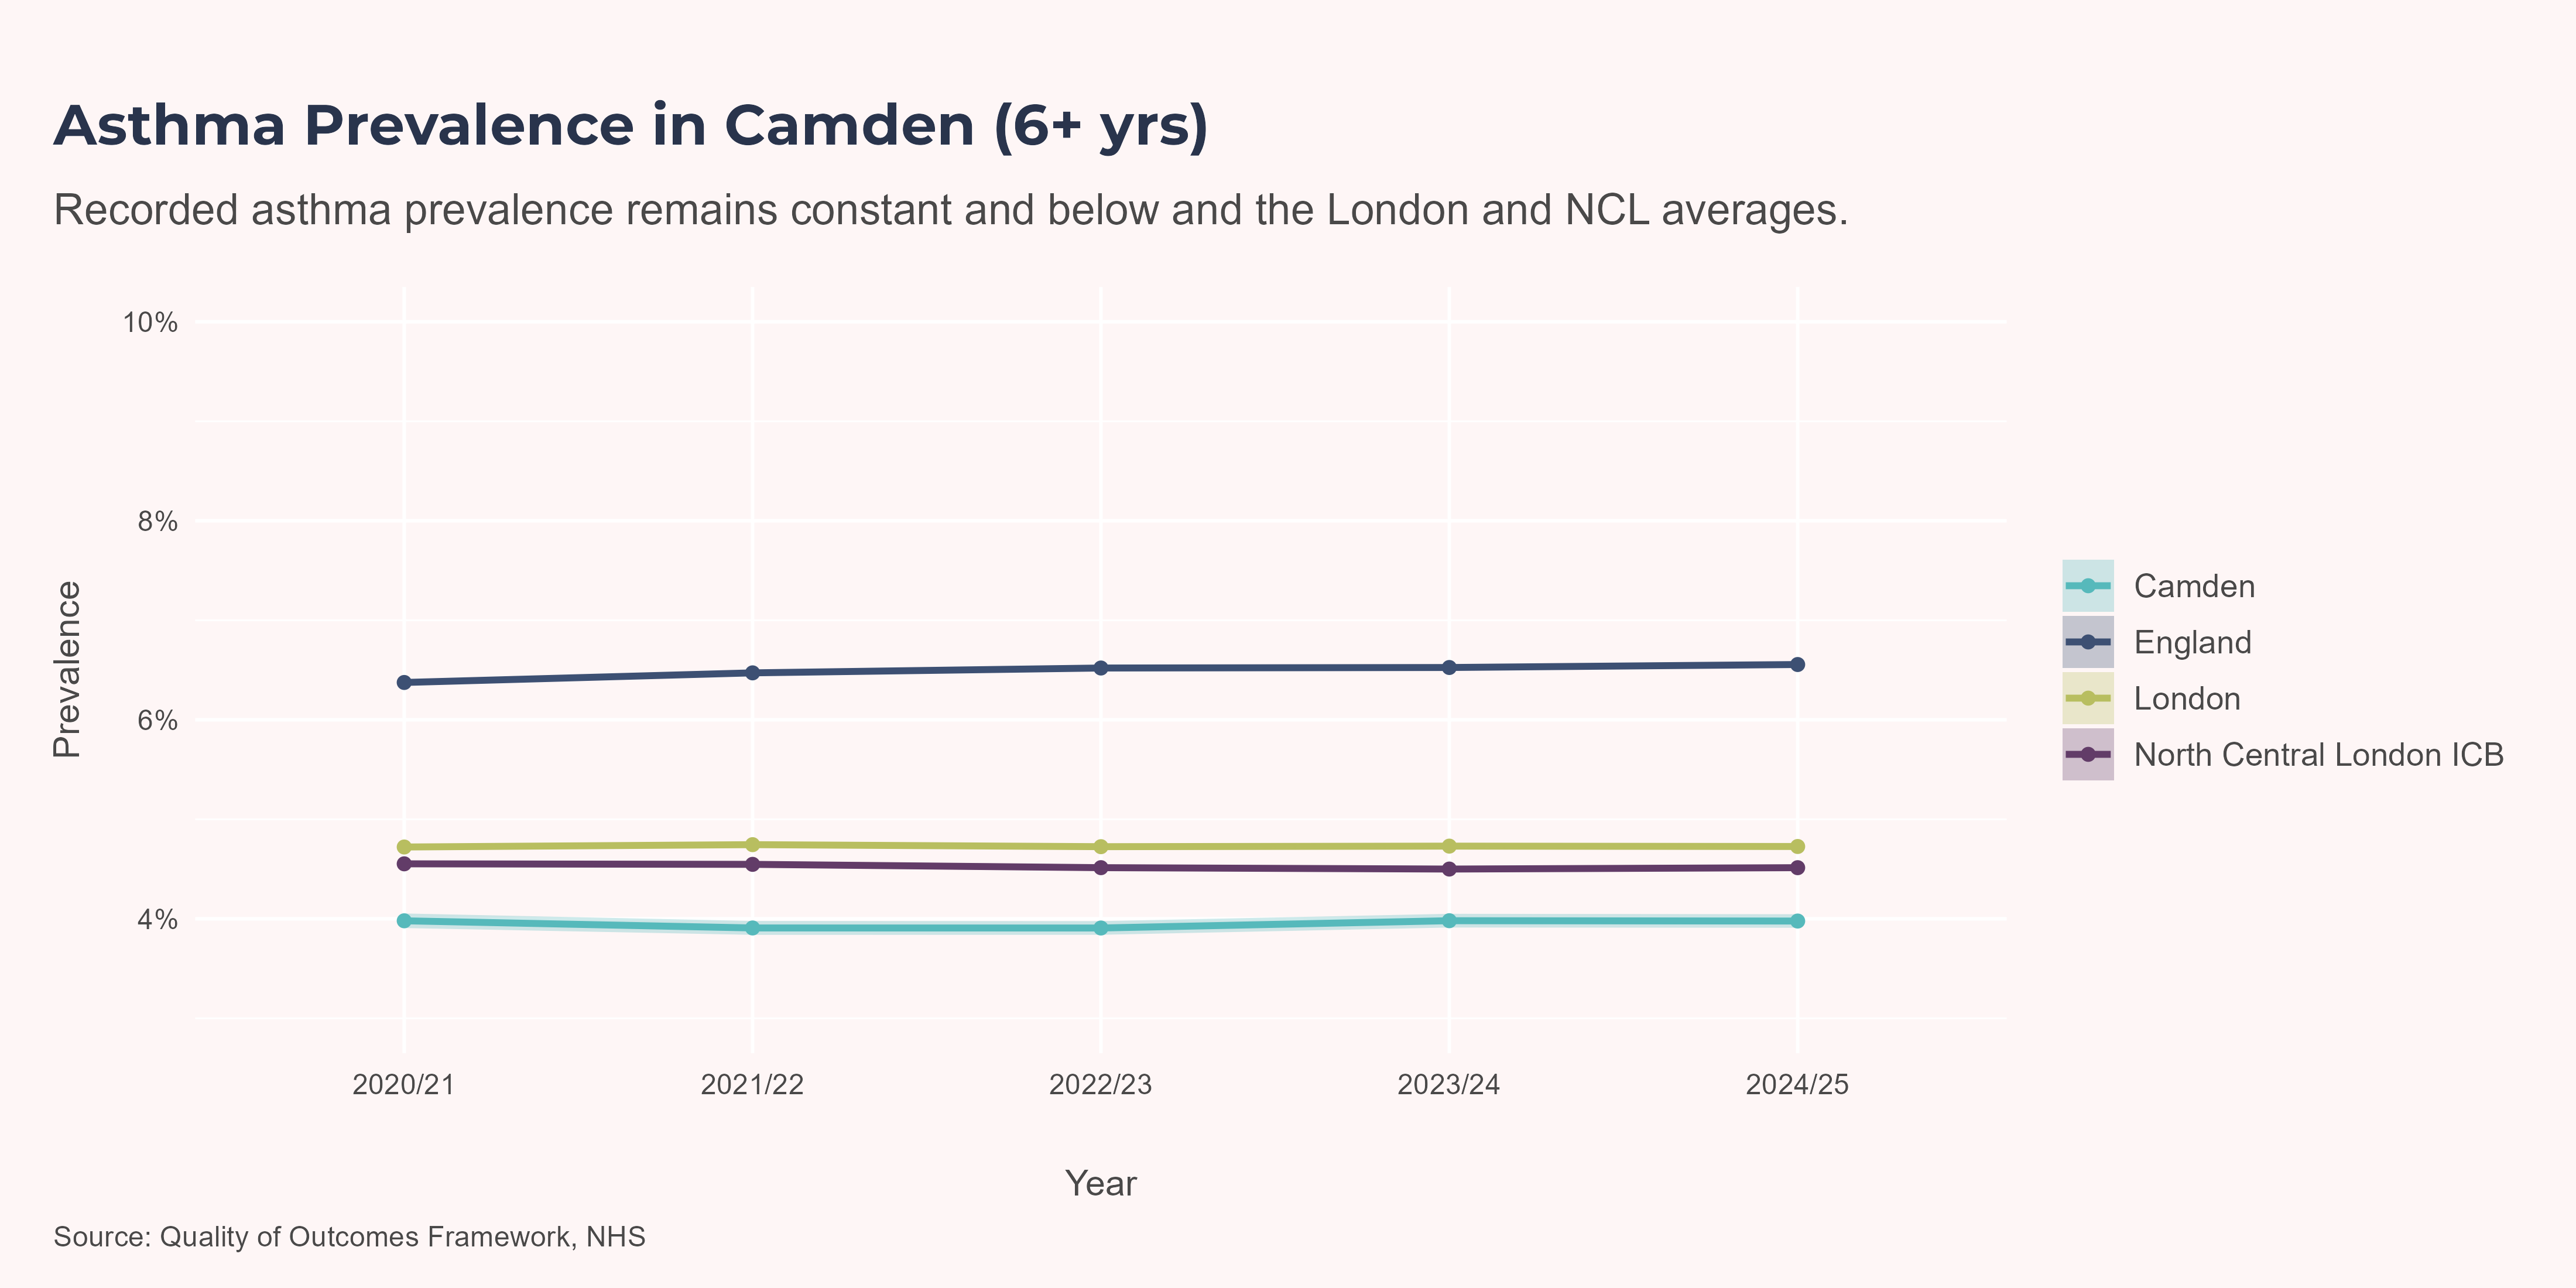 Asthma Prevalence in Camden (6+ yrs)
Recorded asthma prevalence remains constant and below and the London and NCL averages.
10%
8%
6%
4%
Prevalence
2020/21
2021/22
2022/23
2023/24
2024/25
Year
Camden
England
London
North Central London ICB
Source: Quality of Outcomes Framework, NHS